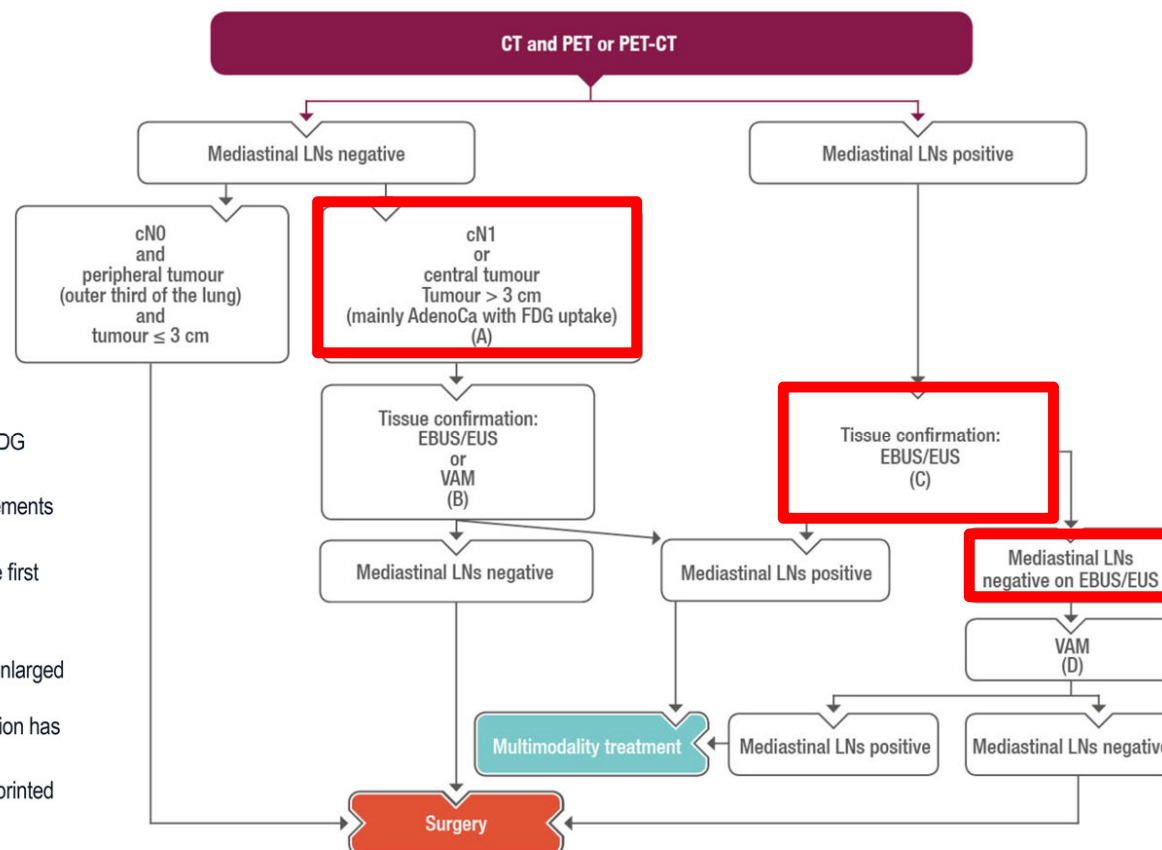 CT and PET or PET-CT
Mediastinal LNs negative
Mediastinal LNs positive
cN0
and
peripheral tumour
(outer third of the lung)
and
tumour ≤ 3 cm
cN1
or
central tumour
Tumour > 3 cm
(mainly AdenoCa with FDG uptake)
(A)
Tissue confirmation:
EBUS/EUS
or
VAM
(B)
Tissue confirmation:
EBUS/EUS
(C)
DG
ements
e first
nlarged
ion has
printed
Mediastinal LNs negative
Mediastinal LNs positive
Mediastinal LNs
negative on EBUS/EUS
VAM
(D)
Multimodality treatment
Mediastinal LNs positive
Mediastinal LNs negative
Surgery